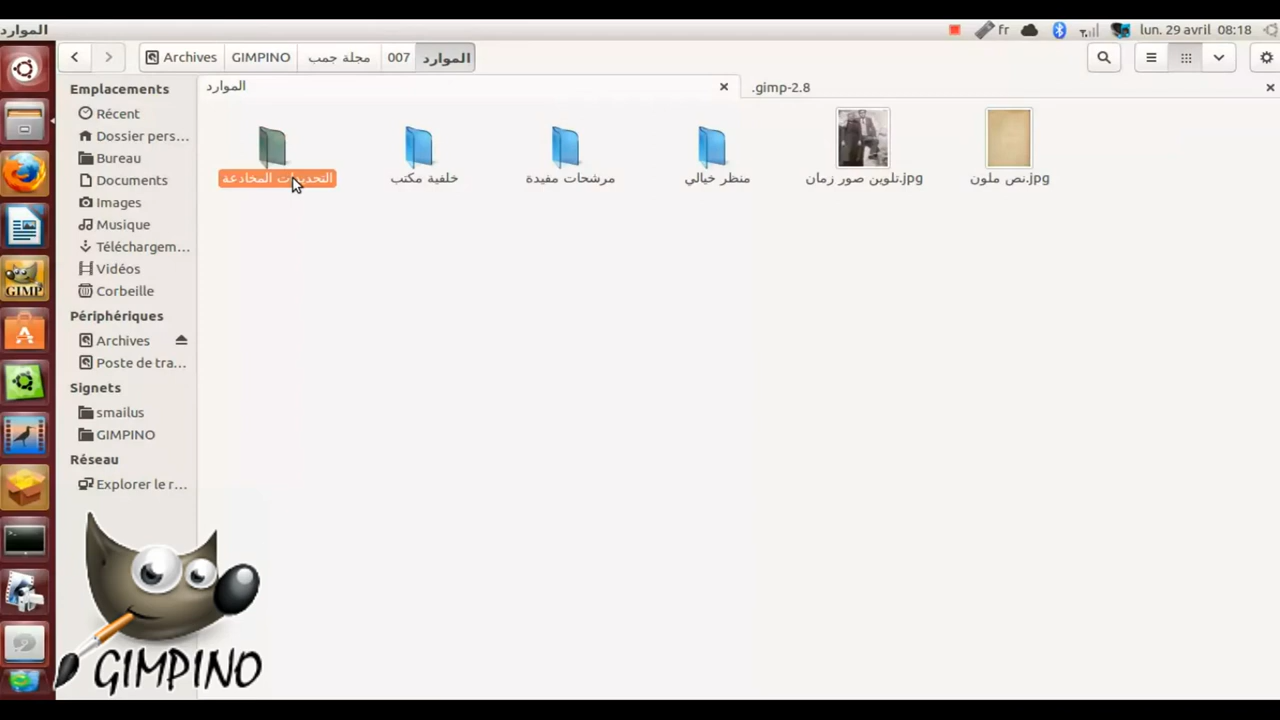 الموارد
fr
lun. 29 avril 08:18
Archives
GIMPINO
مجلة جمب
007
الموارد
الموارد
.gimp-2.8
Emplacements
Récent
Dossier pers...
Bureau
Documents
Images
Musique
Téléchargem...
Vidéos
Corbeille
Périphériques
Archives
Poste de tra...
Signets
smailus
GIMPINO
Réseau
Explorer le r...
المخادعة
خلفية مكتب
مرشحات مفيدة
منظر خيالي
تلوين صور زمان.jpg
نص ملون.jpg
GIMP
GIMPINO